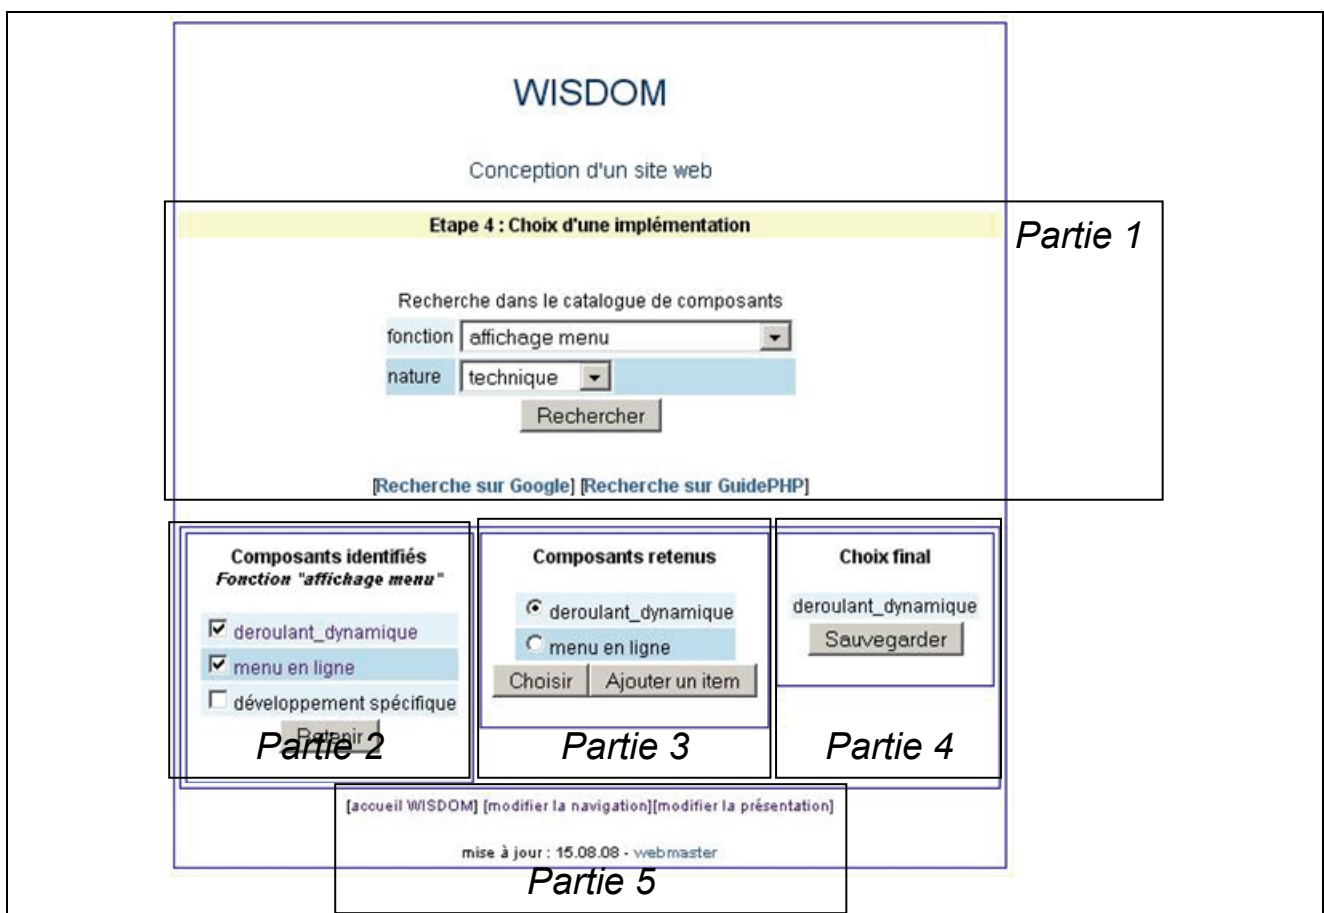 WISDOM
Conception d'un site web
Etape 4 : Choix d'une implémentation
Partie 1
Recherche dans le catalogue de composants
fonction affichage menu
nature technique
Rechercher
[Recherche sur Google] [Recherche sur GuidePHP]
Composants identifiés
Fonction "affichage menu"
deroulant_dynamique
menu en ligne
développement spécifique
Retenir
Partie 2
Composants retenus
deroulant_dynamique
menu en ligne
Choisir Ajouter un item
Partie 3
Choix final
deroulant_dynamique
Sauvegarder
Partie 4
[accueil WISDOM] [modifier la navigation][modifier la présentation]
mise à jour : 15.08.08 - webmaster
Partie 5